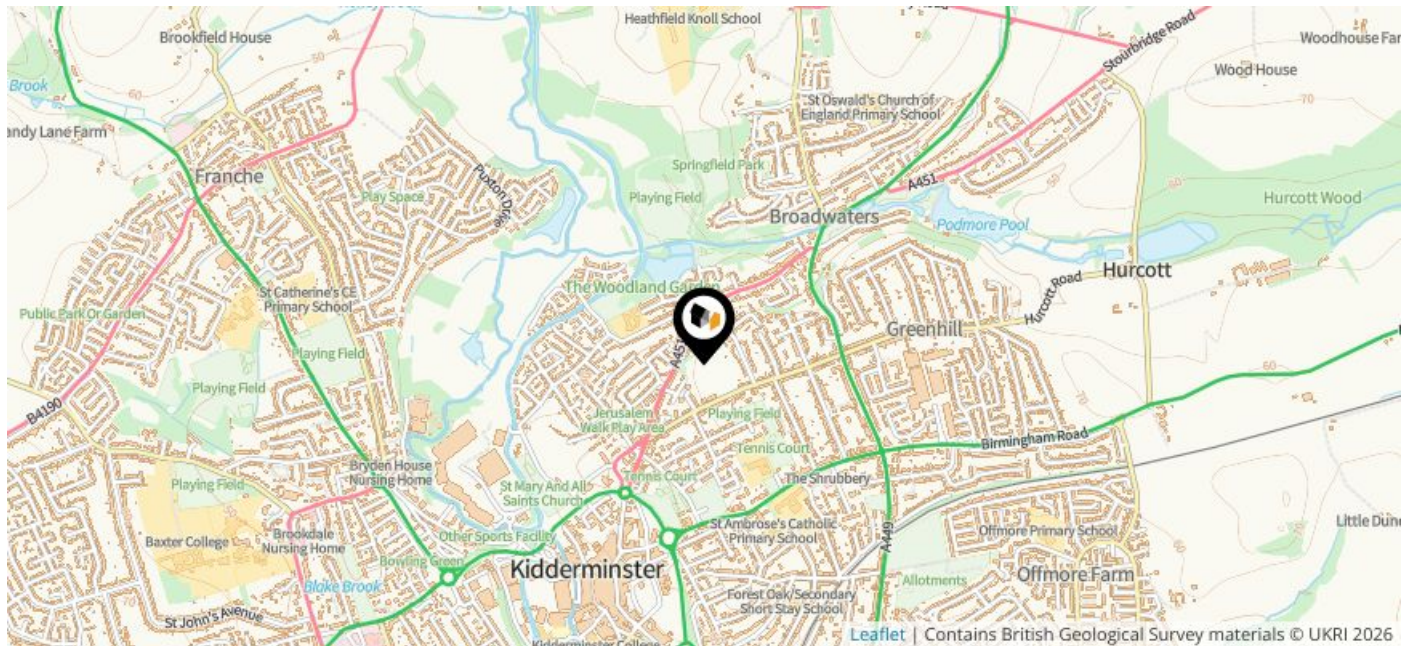 Heathfield Knoll School
Brookfield House
Stourbridge Road
Woodhouse Far
Wood House
Brook
60
andy Lane Farm
St Oswald's Church of
England Primary School
70
Franche
Play Space
Puxton Drive
Springfield Park
Playing Field
A451
50
60
Hurcott Wood
Broadwaters
Podmore Pool
Hurcott
The Woodland Garden
Hurcott Road
St Catherine's CE
Primary School
Public Park Or Garden
Greenhill
A451
Playing Field
60
Playing Field
B4190
Jerusalem
Walk Play Area
Playing Field
70
Birmingham Road
Tennis Court
Bryden House
Nursing Home
Tennis Court
The Shrubbery
Playing Field
St Mary And All
Saints Church
St Ambrose's Catholic
Primary School
A449
Offmore Primary School
Little Dun
Baxter College
Brookdale
Nursing Home
Other Sports Facility
Bowling Green
Kidderminster
Offmore Farm
Blake Brook
Allotments
Forest Oak/Secondary
Short Stay School
St John's Avenue
Kidderminster College
Leaflet | Contains British Geological Survey materials © UKRI 2026